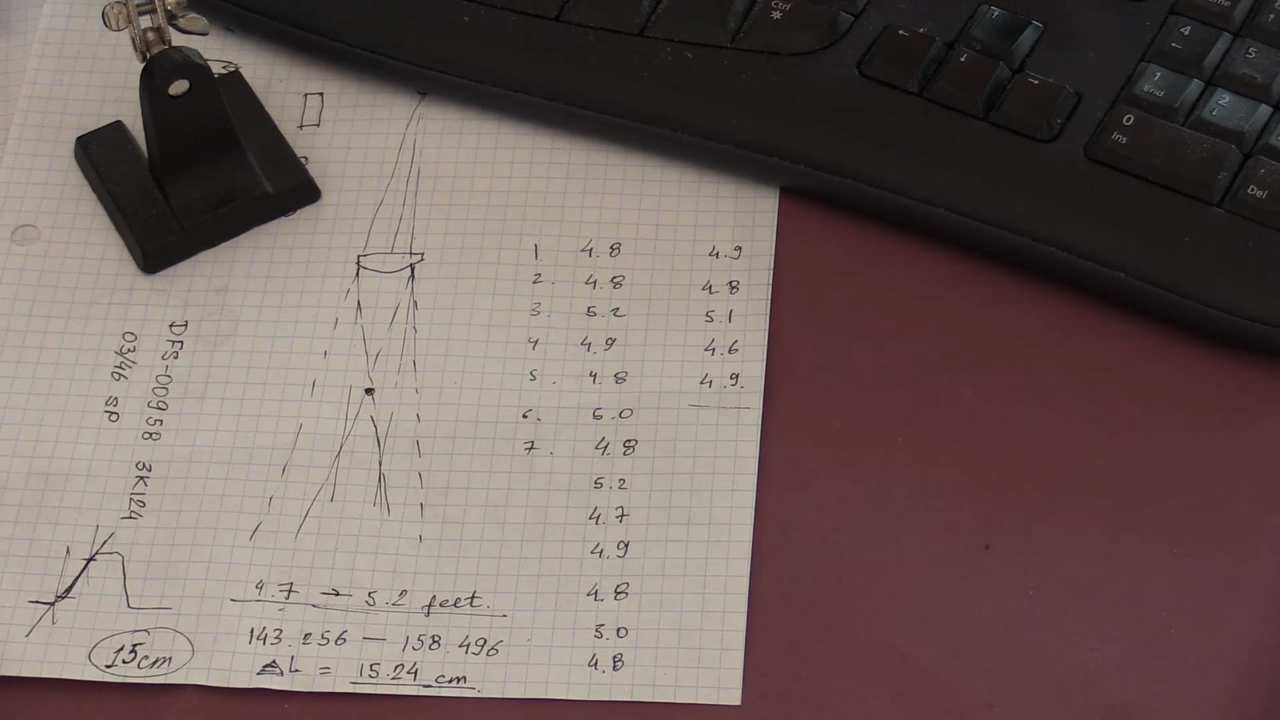 Ctrl
4
5
1
End
2
0
Ins
Del
1. 4.8 4.9
2. 4.8 4.8
3. 5.2 5.1
4 4.9 4.6
5. 4.8 4.9.
6. 5.0
7. 4.8
5.2
4.7
4.9
4.8
5.0
4.8
DFS-00958 3K124
03/46 SP
4.7 → 5.2 feet.
143.256 — 158.496
ΔL = 15.24 cm.
15cm